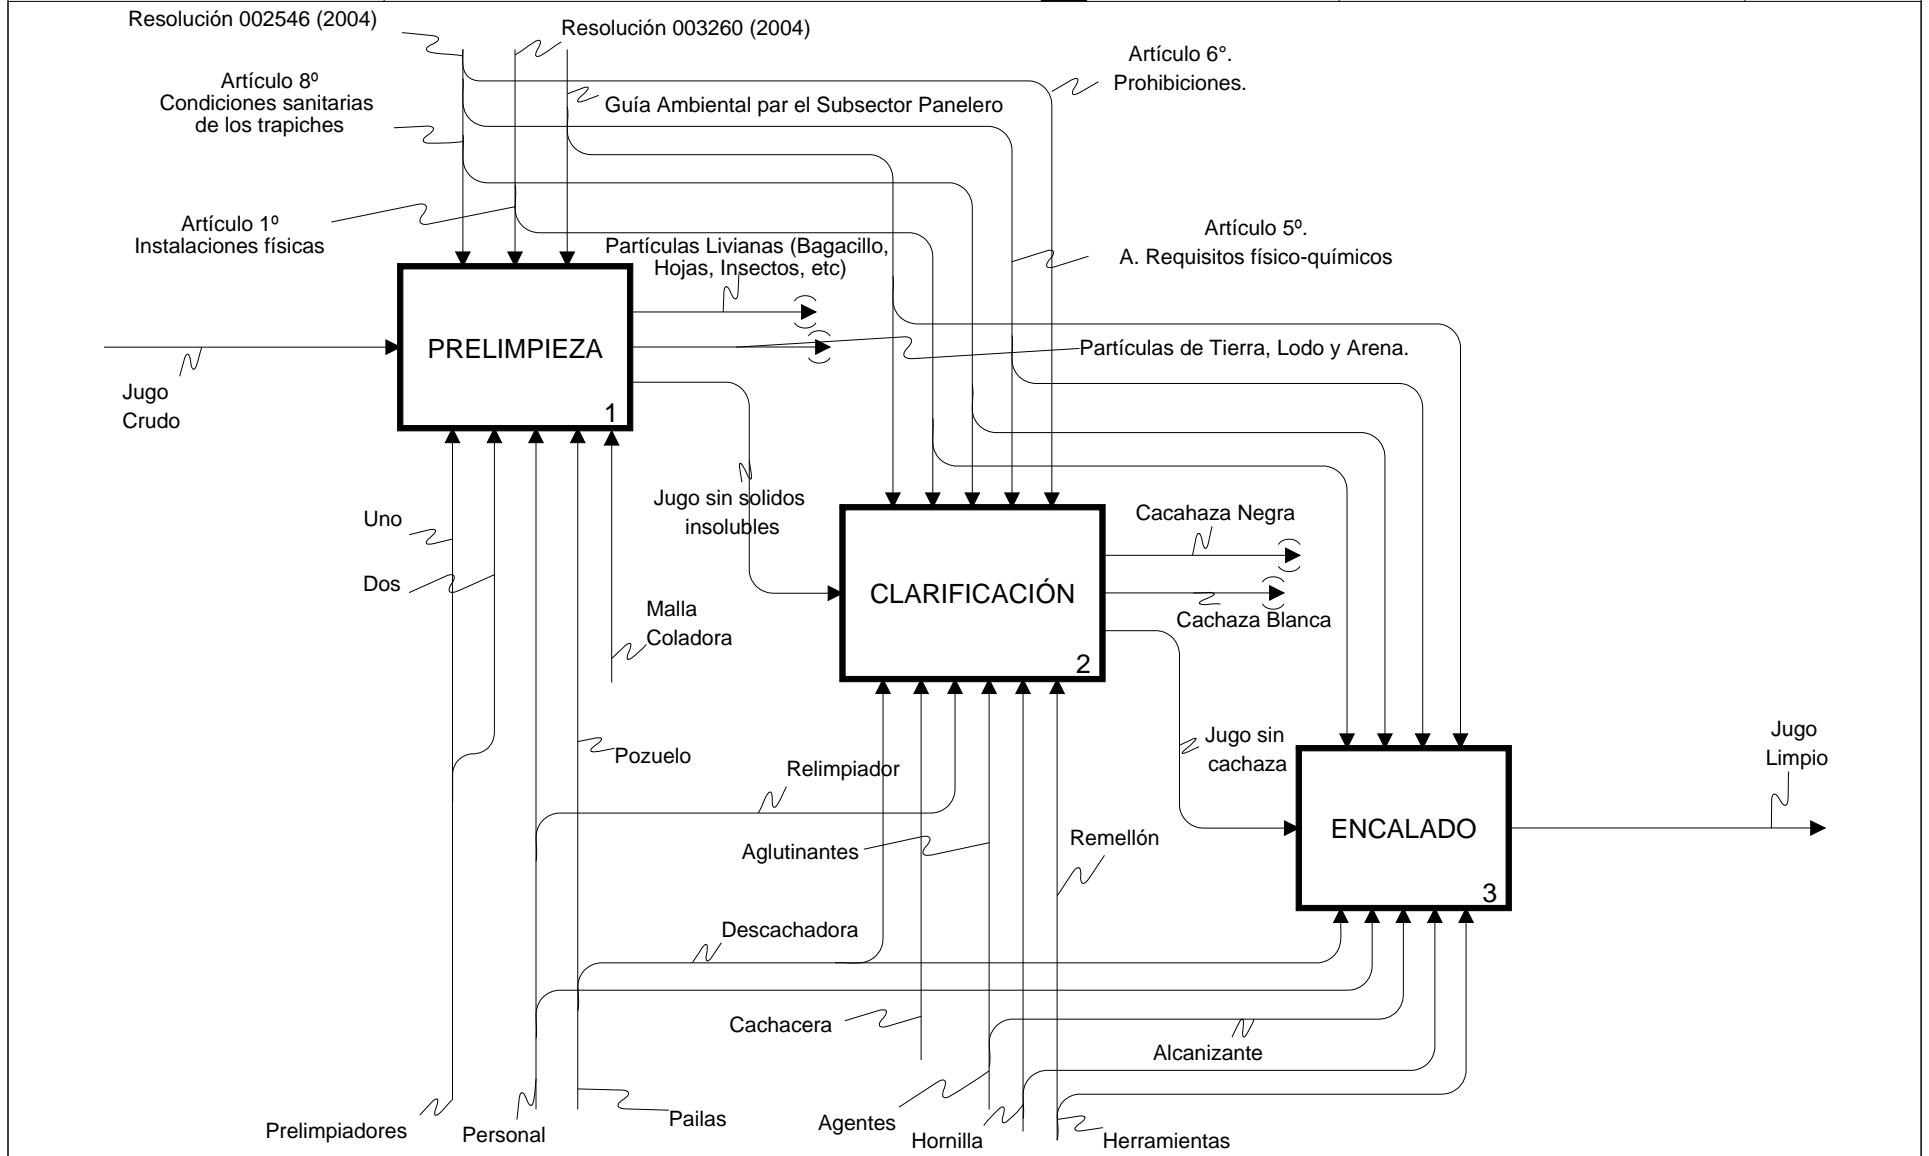 Resolución 002546 (2004)
Resolución 003260 (2004)
Artículo 6°.
Prohibiciones.
Artículo 8º
Condiciones sanitarias
de los trapiches
Guía Ambiental par el Subsector Panelero
Artículo 1º
Instalaciones físicas
Partículas Livianas (Bagacillo,
Hojas, Insectos, etc)
Artículo 5º.
A. Requisitos físico-químicos
PRELIMPIEZA
1
Partículas de Tierra, Lodo y Arena.
Jugo
Crudo
Jugo sin solidos
insolubles
Uno
Dos
Malla
Coladora
Cacahaza Negra
CLARIFICACIÓN
2
Cachaza Blanca
Pozuelo
Relimpiador
Jugo sin
cachaza
Jugo
Limpio
Aglutinantes
Remellón
ENCALADO
3
Descachadora
Cachacera
Alcanizante
Prelimpiadores
Personal
Pailas
Agentes
Hornilla
Herramientas